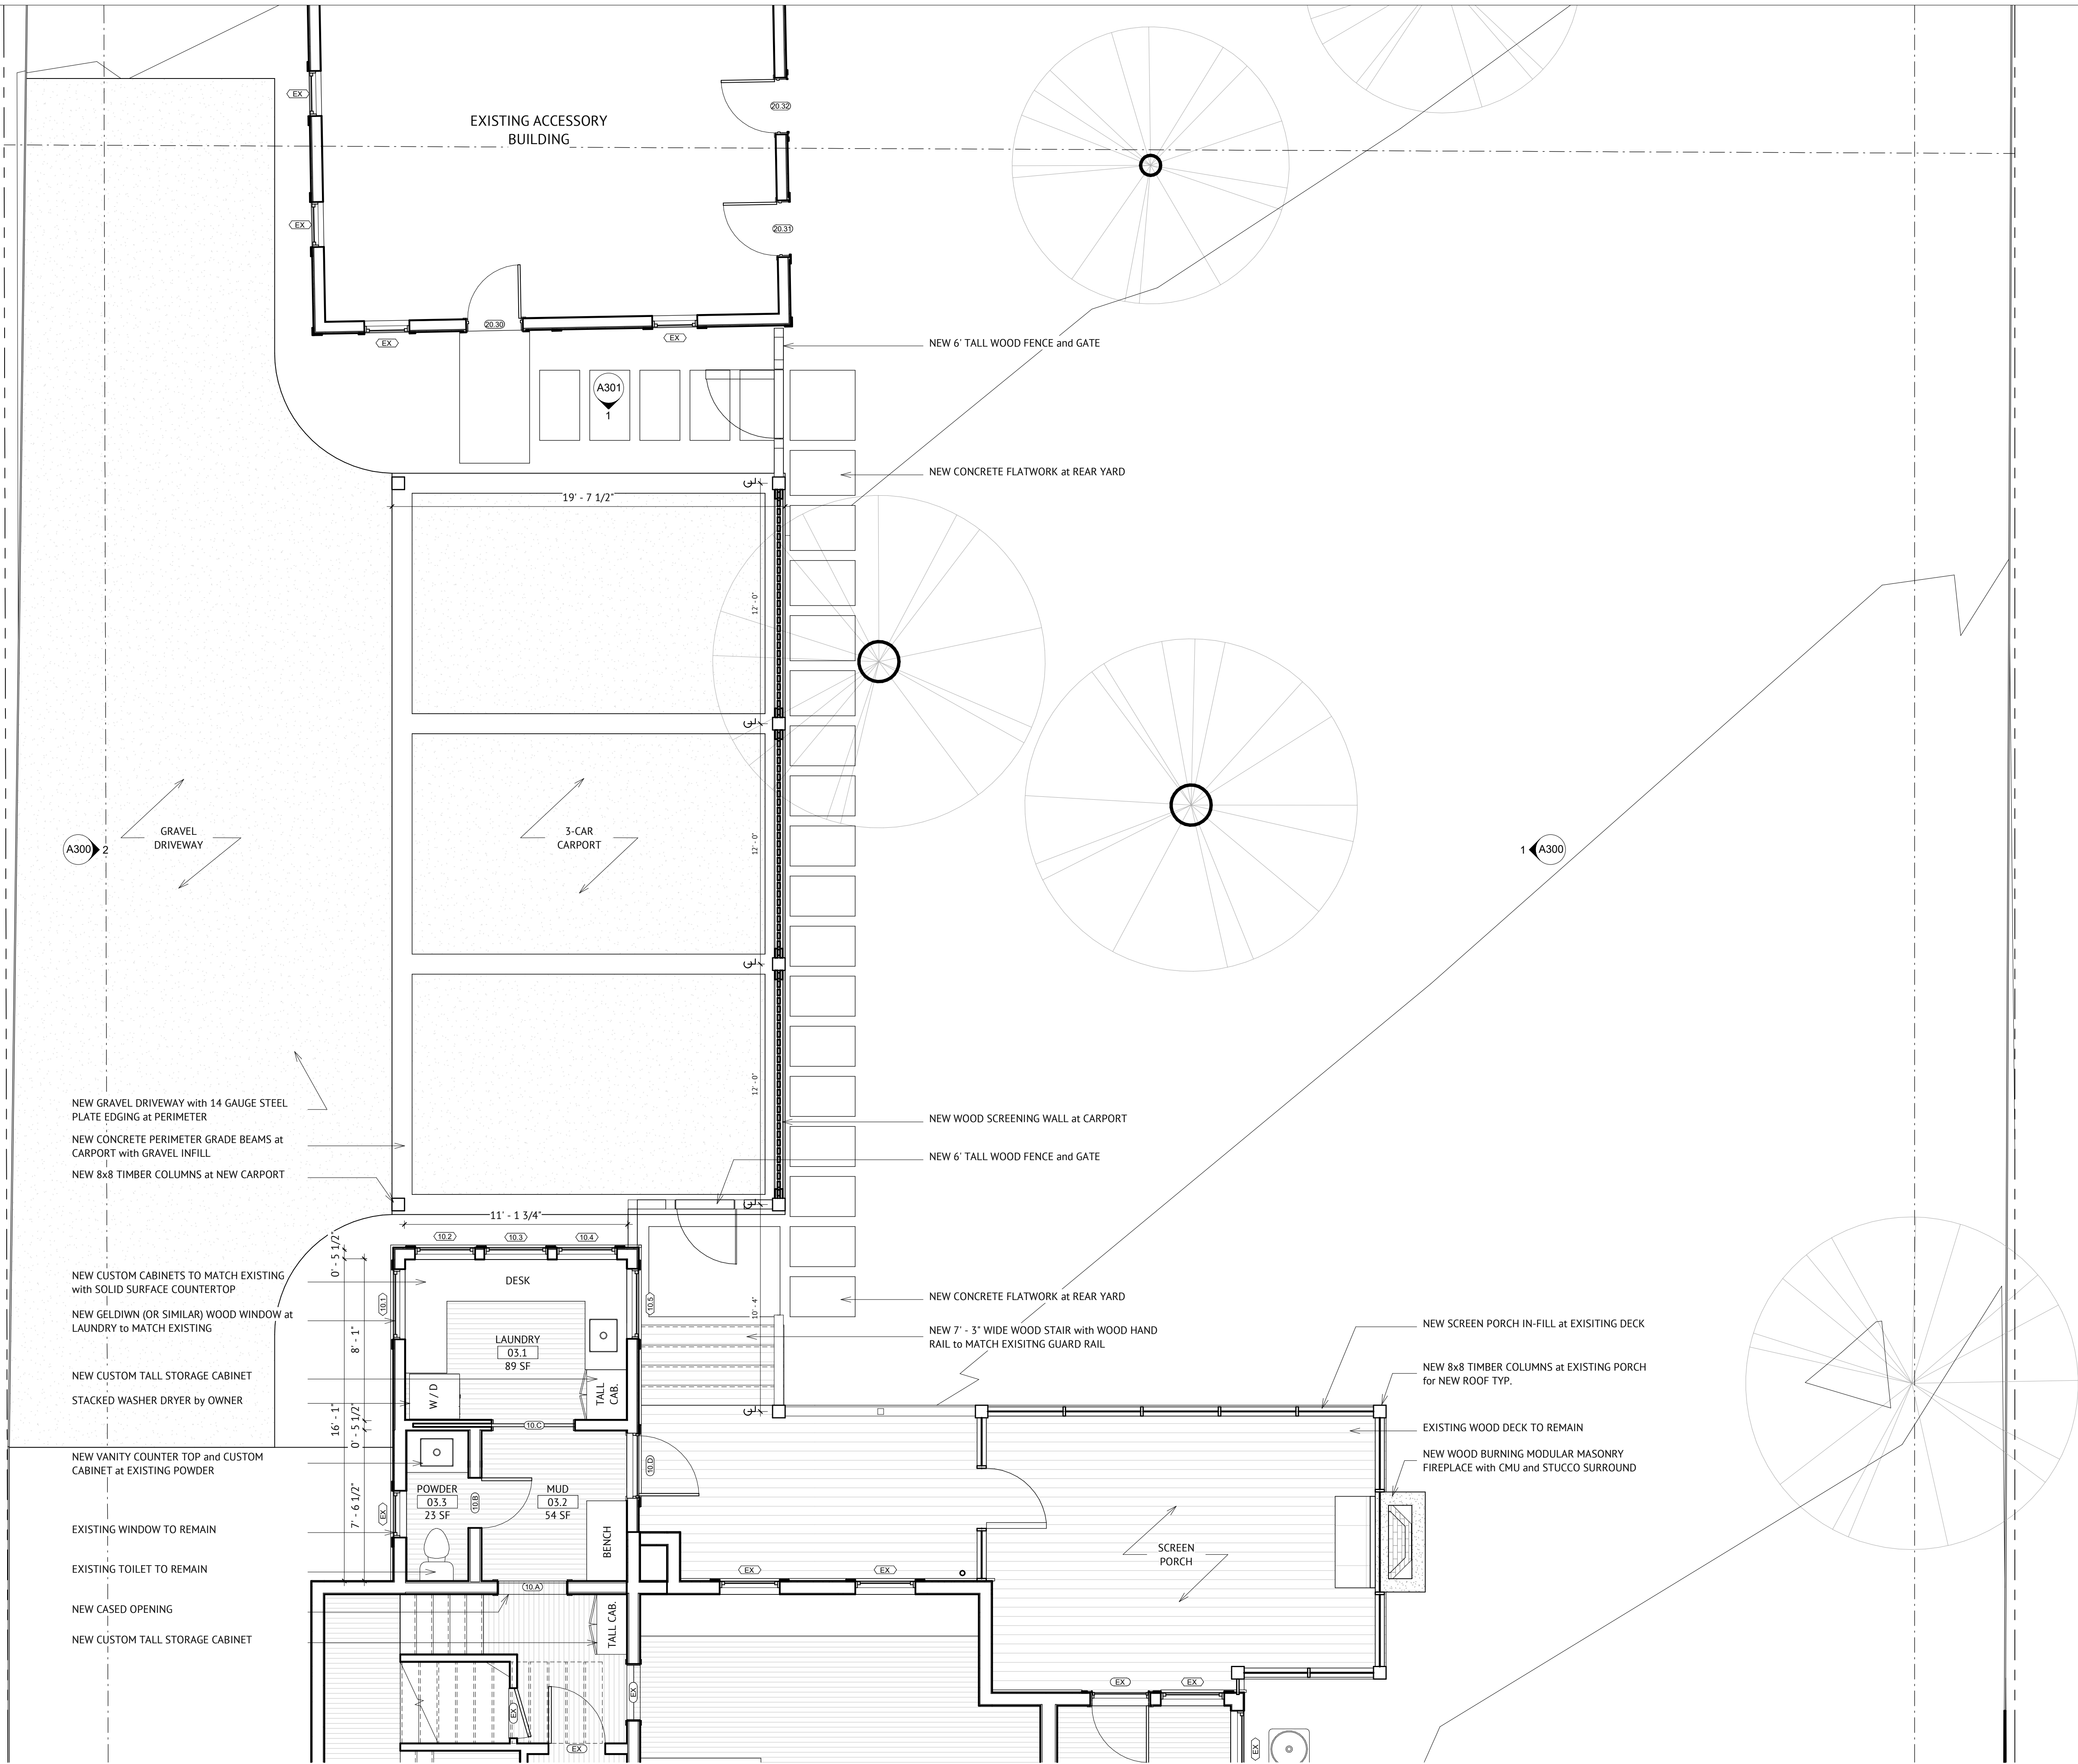 EX
20.32
EXISTING ACCESSORY
BUILDING
EX
20.31
20.30
EX
EX
NEW 6' TALL WOOD FENCE and GATE
A301
1
NEW CONCRETE FLATWORK at REAR YARD
19' - 7 1/2"
CL
12' - 0"
CL
GRAVEL
DRIVEWAY
3-CAR
CARPORT
12' - 0"
A300
2
1
A300
CL
12' - 0"
NEW GRAVEL DRIVEWAY with 14 GAUGE STEEL
PLATE EDGING at PERIMETER
NEW WOOD SCREENING WALL at CARPORT
NEW CONCRETE PERIMETER GRADE BEAMS at
CARPORT with GRAVEL INFILL
NEW 6' TALL WOOD FENCE and GATE
NEW 8x8 TIMBER COLUMNS at NEW CARPORT
CL
11' - 1 3/4"
10.2
10.3
10.4
0' - 5 1/2"
NEW CUSTOM CABINETS TO MATCH EXISTING
with SOLID SURFACE COUNTERTOP
DESK
10.1
10.5
10' - 4"
NEW CONCRETE FLATWORK at REAR YARD
NEW GELDIWN (OR SIMILAR) WOOD WINDOW at
LAUNDRY to MATCH EXISTING
8' - 1"
LAUNDRY
03.1
89 SF
NEW 7' - 3" WIDE WOOD STAIR with WOOD HAND
RAIL to MATCH EXISITNG GUARD RAIL
NEW SCREEN PORCH IN-FILL at EXISITING DECK
NEW 8x8 TIMBER COLUMNS at EXISTING PORCH
for NEW ROOF TYP.
NEW CUSTOM TALL STORAGE CABINET
STACKED WASHER DRYER by OWNER
W / D
TALL
CAB.
CL
16' - 1"
0' - 5 1/2"
10.C
EXISTING WOOD DECK TO REMAIN
NEW VANITY COUNTER TOP and CUSTOM
CABINET at EXISTING POWDER
10.D
NEW WOOD BURNING MODULAR MASONRY
FIREPLACE with CMU and STUCCO SURROUND
7' - 6 1/2"
EX
POWDER
03.3
23 SF
10.B
MUD
03.2
54 SF
BENCH
EXISTING WINDOW TO REMAIN
SCREEN
PORCH
EXISTING TOILET TO REMAIN
EX
EX
10.A
NEW CASED OPENING
TALL CAB.
NEW CUSTOM TALL STORAGE CABINET
EX
EX
EX
EX
EX
EX